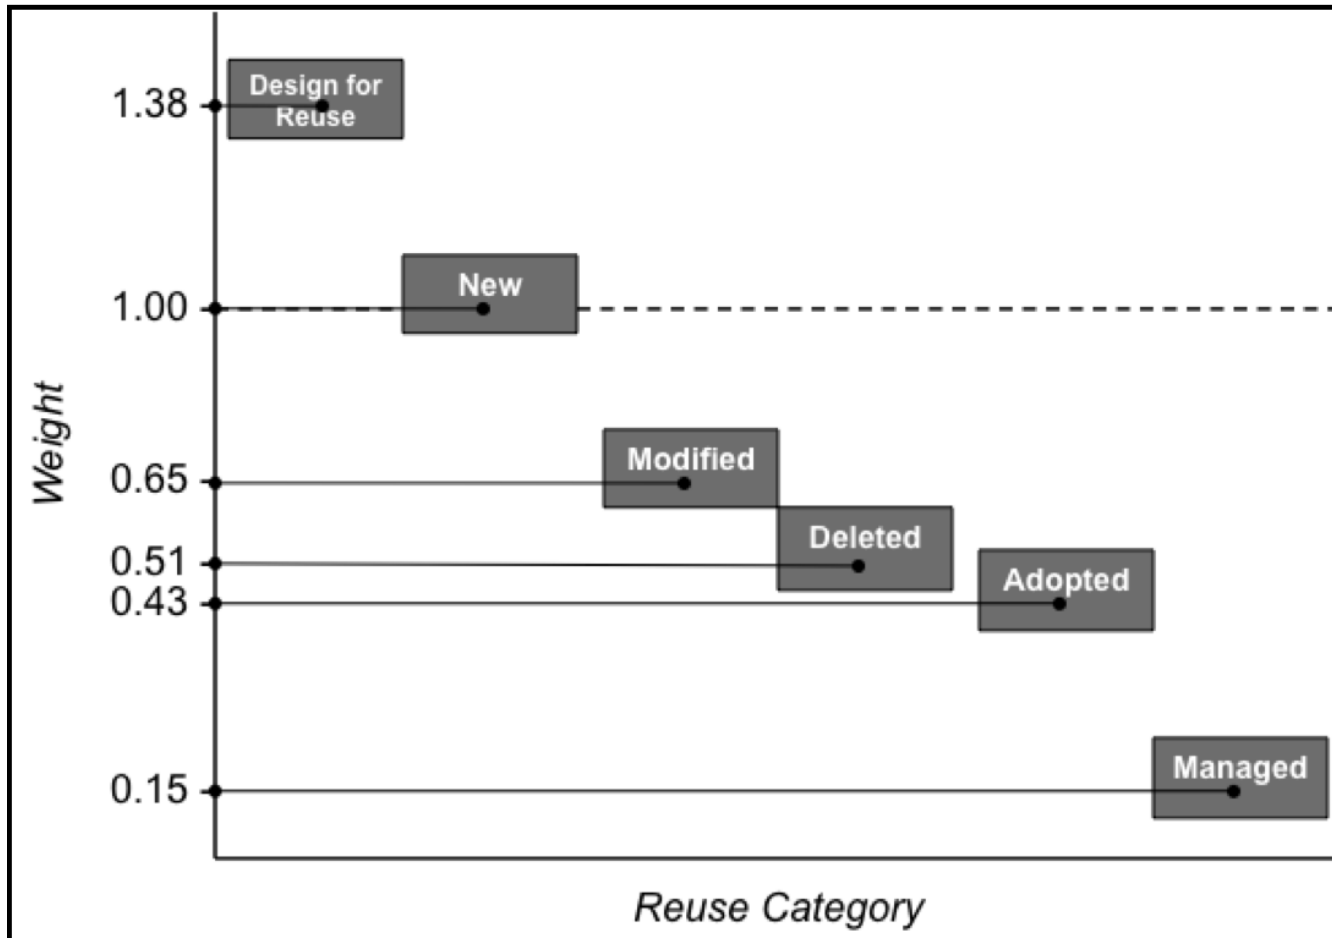 1.38
Design for
Reuse
1.00
New
Weight
0.65
Modified
0.51
Deleted
0.43
Adopted
0.15
Managed
Reuse Category